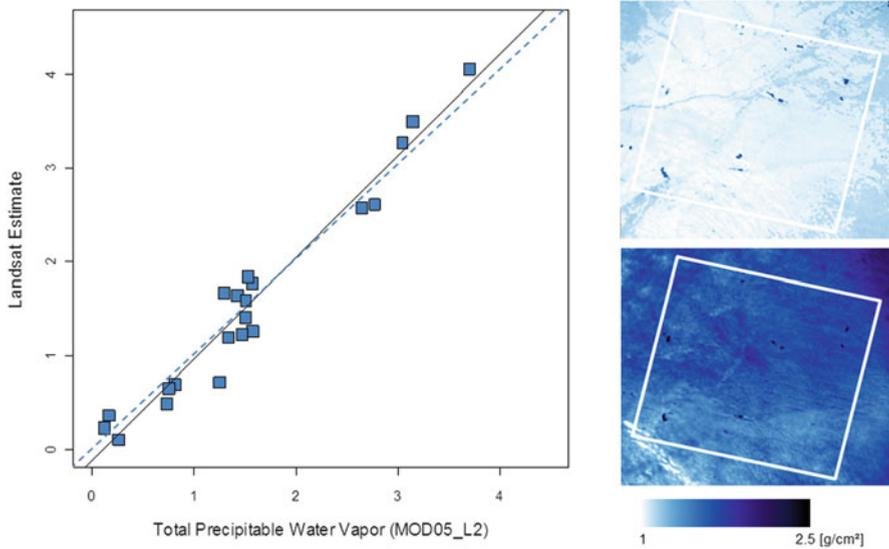 4
3
2
1
0
Landsat Estimate
0 1 2 3 4
Total Precipitable Water Vapor (MOD05_L2)
1 2.5 [g/cm²]